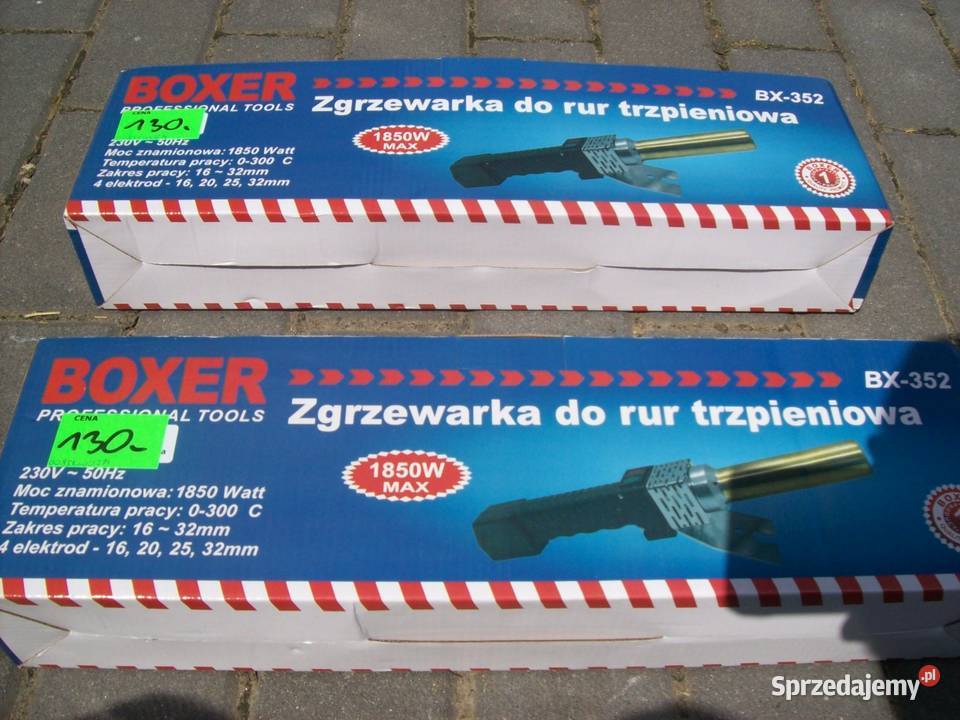 BOXER
PROFESSIONAL TOOLS
CENA
130.-
230V ~ 50Hz
Moc znamionowa: 1850 Watt
Temperatura pracy: 0-300 C
Zakres pracy: 16 ~ 32mm
4 elektrod - 16, 20, 25, 32mm
Zgrzewarka do rur trzpieniowa
BX-352
1850W
MAX
1
BOXER
PROFESSIONAL TOOLS
CENA
130.-
230V ~ 50Hz
Moc znamionowa: 1850 Watt
Temperatura pracy: 0-300 C
Zakres pracy: 16 ~ 32mm
4 elektrod - 16, 20, 25, 32mm
Zgrzewarka do rur trzpieniowa
BX-352
1850W
MAX
Sprzedajemy.pl